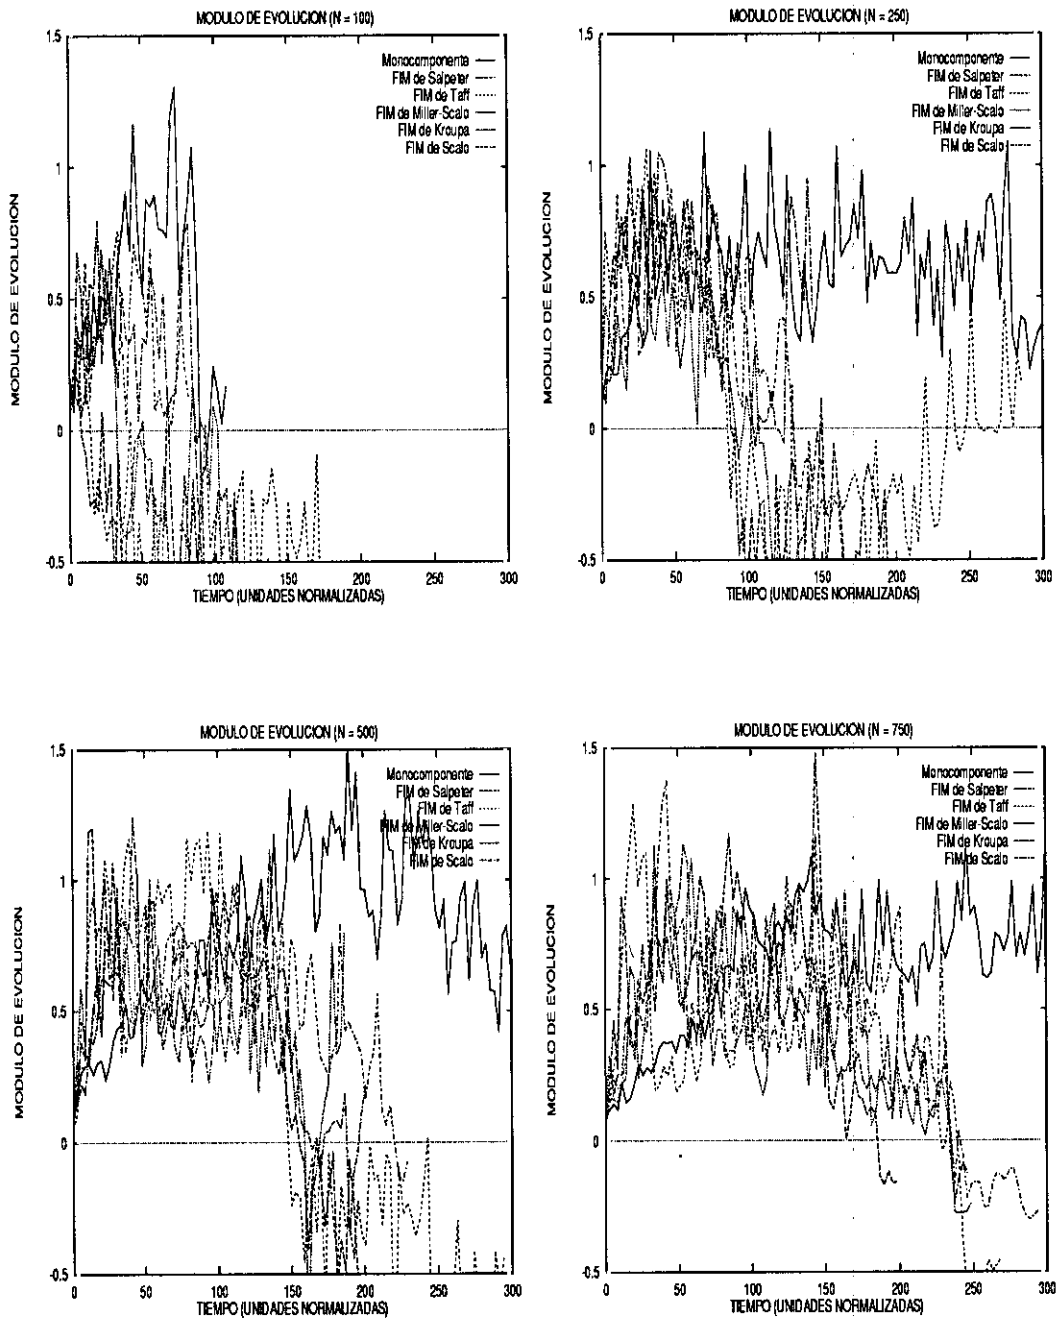 MODULO DE EVOLUCION (N = 100)
1.5
1
0.5
0
-0.5
MODULO DE EVOLUCION
Monocomponente
FIM de Salpeter
FIM de Taff
FIM de Miller-Scalo
FIM de Kroupa
FIM de Scalo
0 50 100 150 200 250 300
TIEMPO (UNIDADES NORMALIZADAS)
MODULO DE EVOLUCION (N = 250)
1.5
1
0.5
0
-0.5
MODULO DE EVOLUCION
Monocomponente
FIM de Salpeter
FIM de Taff
FIM de Miller-Scalo
FIM de Kroupa
FIM de Scalo
0 50 100 150 200 250 300
TIEMPO (UNIDADES NORMALIZADAS)
MODULO DE EVOLUCION (N = 500)
1.5
1
0.5
0
-0.5
MODULO DE EVOLUCION
Monocomponente
FIM de Salpeter
FIM de Taff
FIM de Miller-Scalo
FIM de Kroupa
FIM de Scalo
0 50 100 150 200 250 300
TIEMPO (UNIDADES NORMALIZADAS)
MODULO DE EVOLUCION (N = 750)
1.5
1
0.5
0
-0.5
MODULO DE EVOLUCION
Monocomponente
FIM de Salpeter
FIM de Taff
FIM de Miller-Scalo
FIM de Kroupa
FIM de Scalo
0 50 100 150 200 250 300
TIEMPO (UNIDADES NORMALIZADAS)